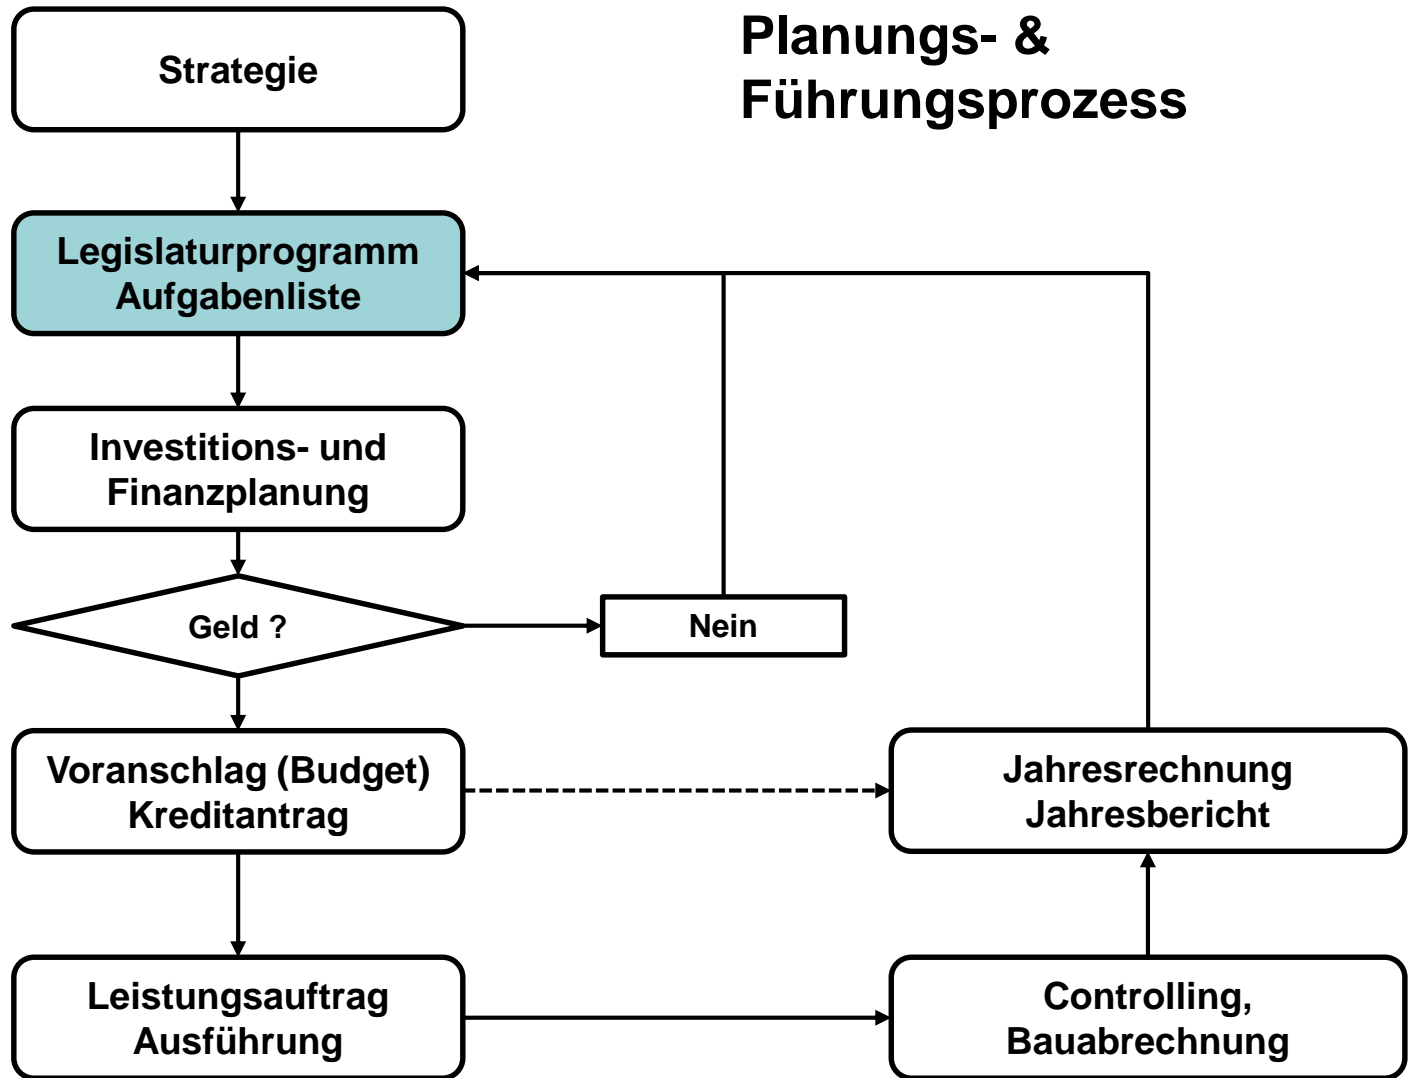 Planungs- &
Führungsprozess
Strategie
Legislaturprogramm
Aufgabenliste
Investitions- und
Finanzplanung
Geld ?
Nein
Voranschlag (Budget)
Kreditantrag
Jahresrechnung
Jahresbericht
Leistungsauftrag
Ausführung
Controlling,
Bauabrechnung